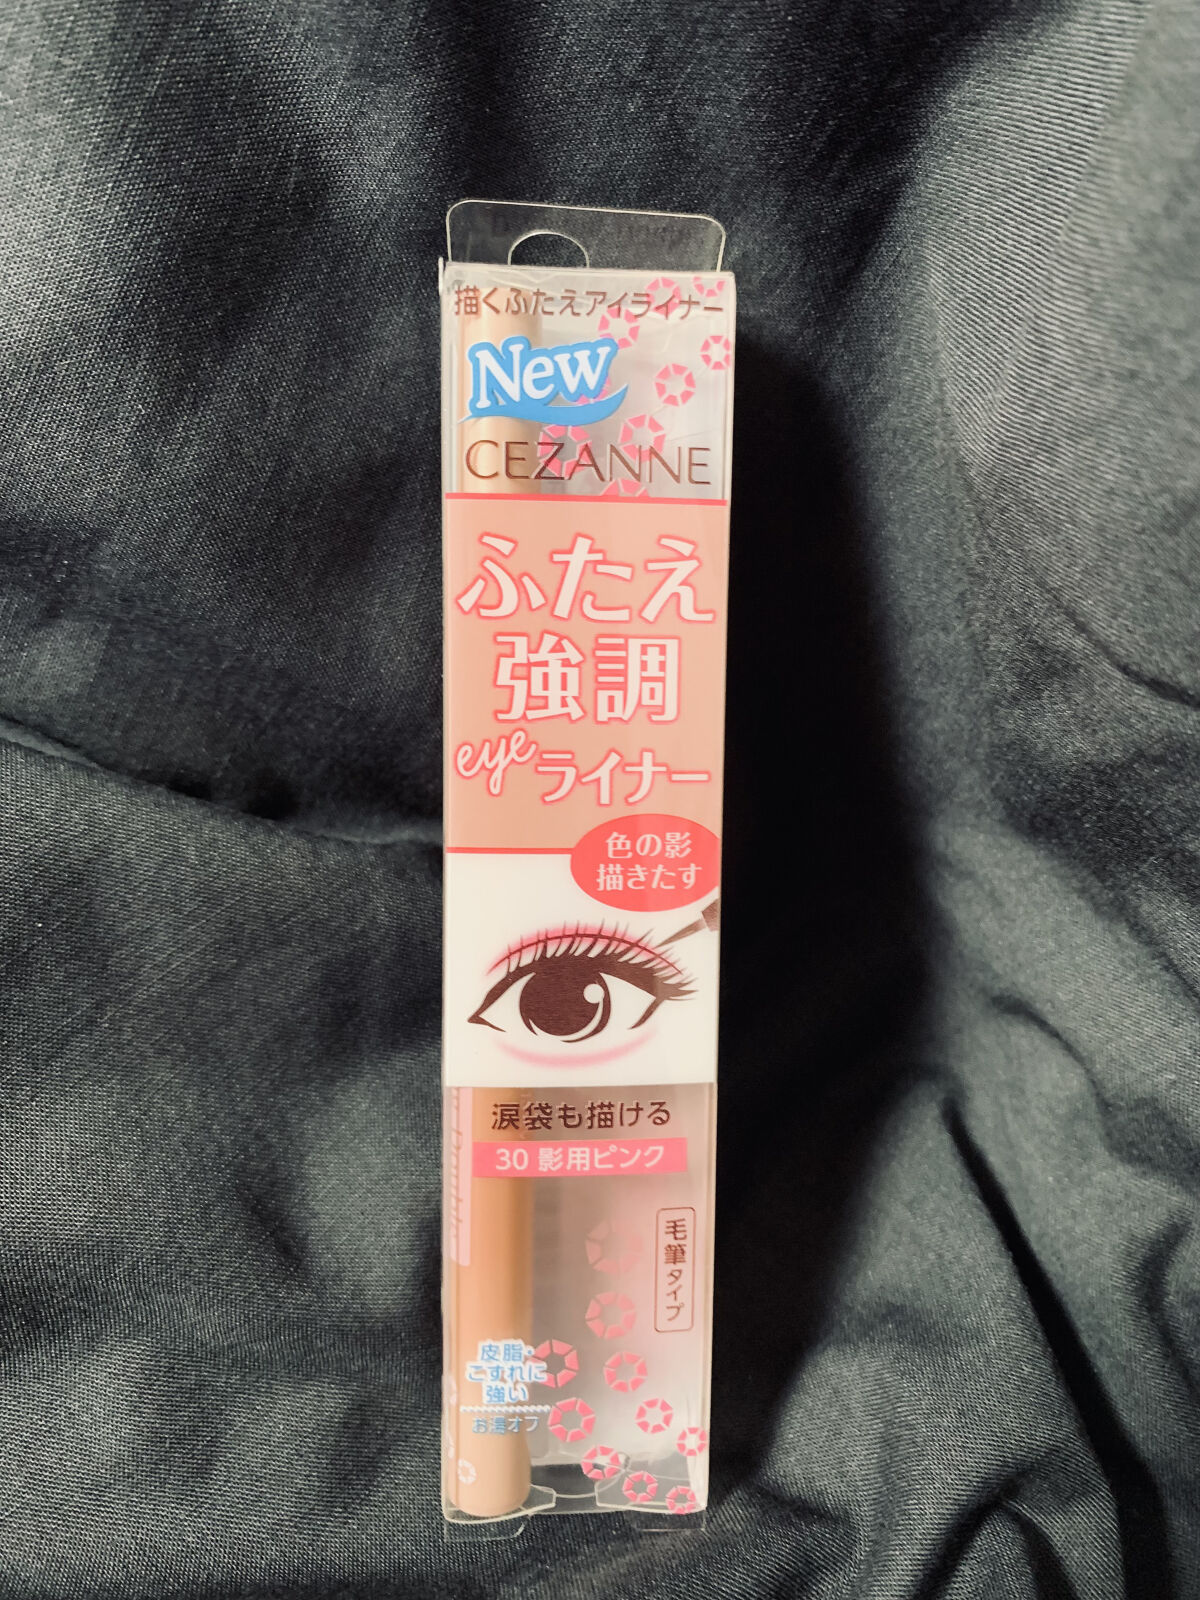 描くふたえアイライナー
New
CEZANNE
ふたえ
強調
eye ライナー
色の影
描きたす
涙袋も描ける
30 影用ピンク
毛筆タイプ
皮脂・
こすれに
強い
お湯オフ